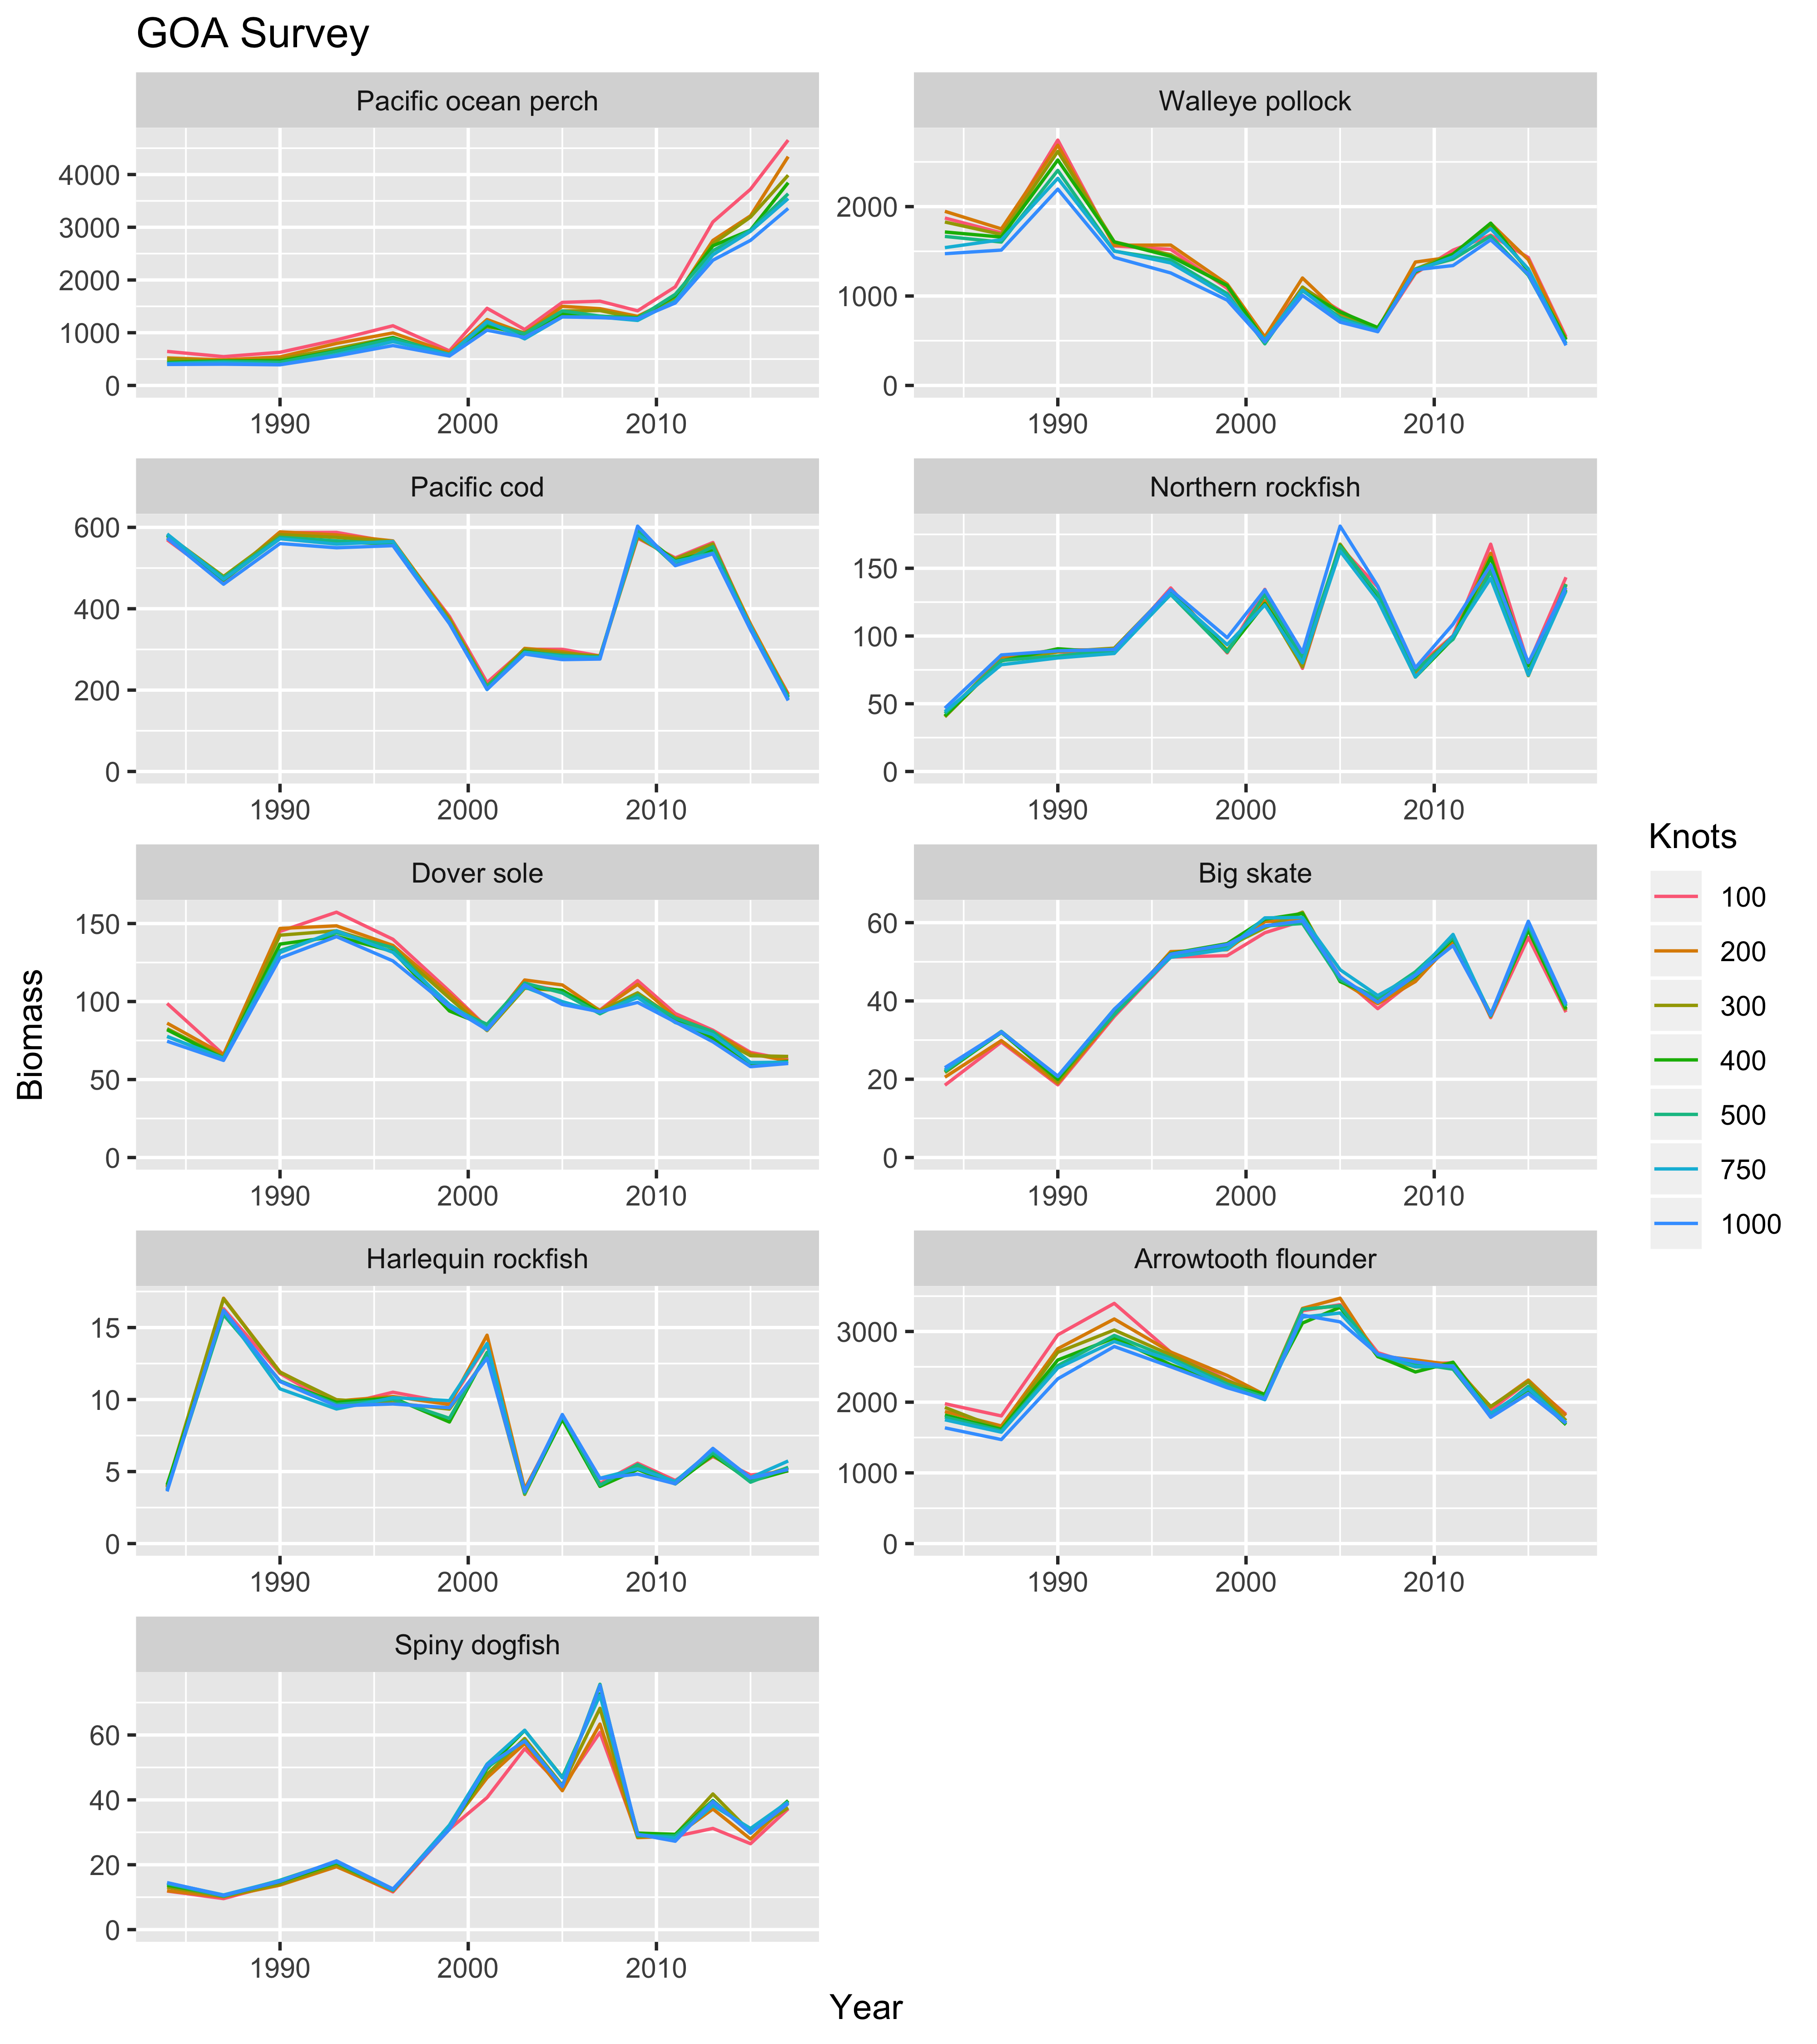 GOA Survey
Pacific ocean perch
Walleye pollock
4000
3000
2000
1000
0
2000
1000
0
1990 2000 2010
1990 2000 2010
Pacific cod
Northern rockfish
600
400
200
0
150
100
50
0
1990 2000 2010
1990 2000 2010
Dover sole
Big skate
150
100
50
0
60
40
20
0
1990 2000 2010
1990 2000 2010
Harlequin rockfish
Arrowtooth flounder
15
10
5
0
3000
2000
1000
0
1990 2000 2010
1990 2000 2010
Spiny dogfish
60
40
20
0
1990 2000 2010
Year
Biomass
Knots
100
200
300
400
500
750
1000